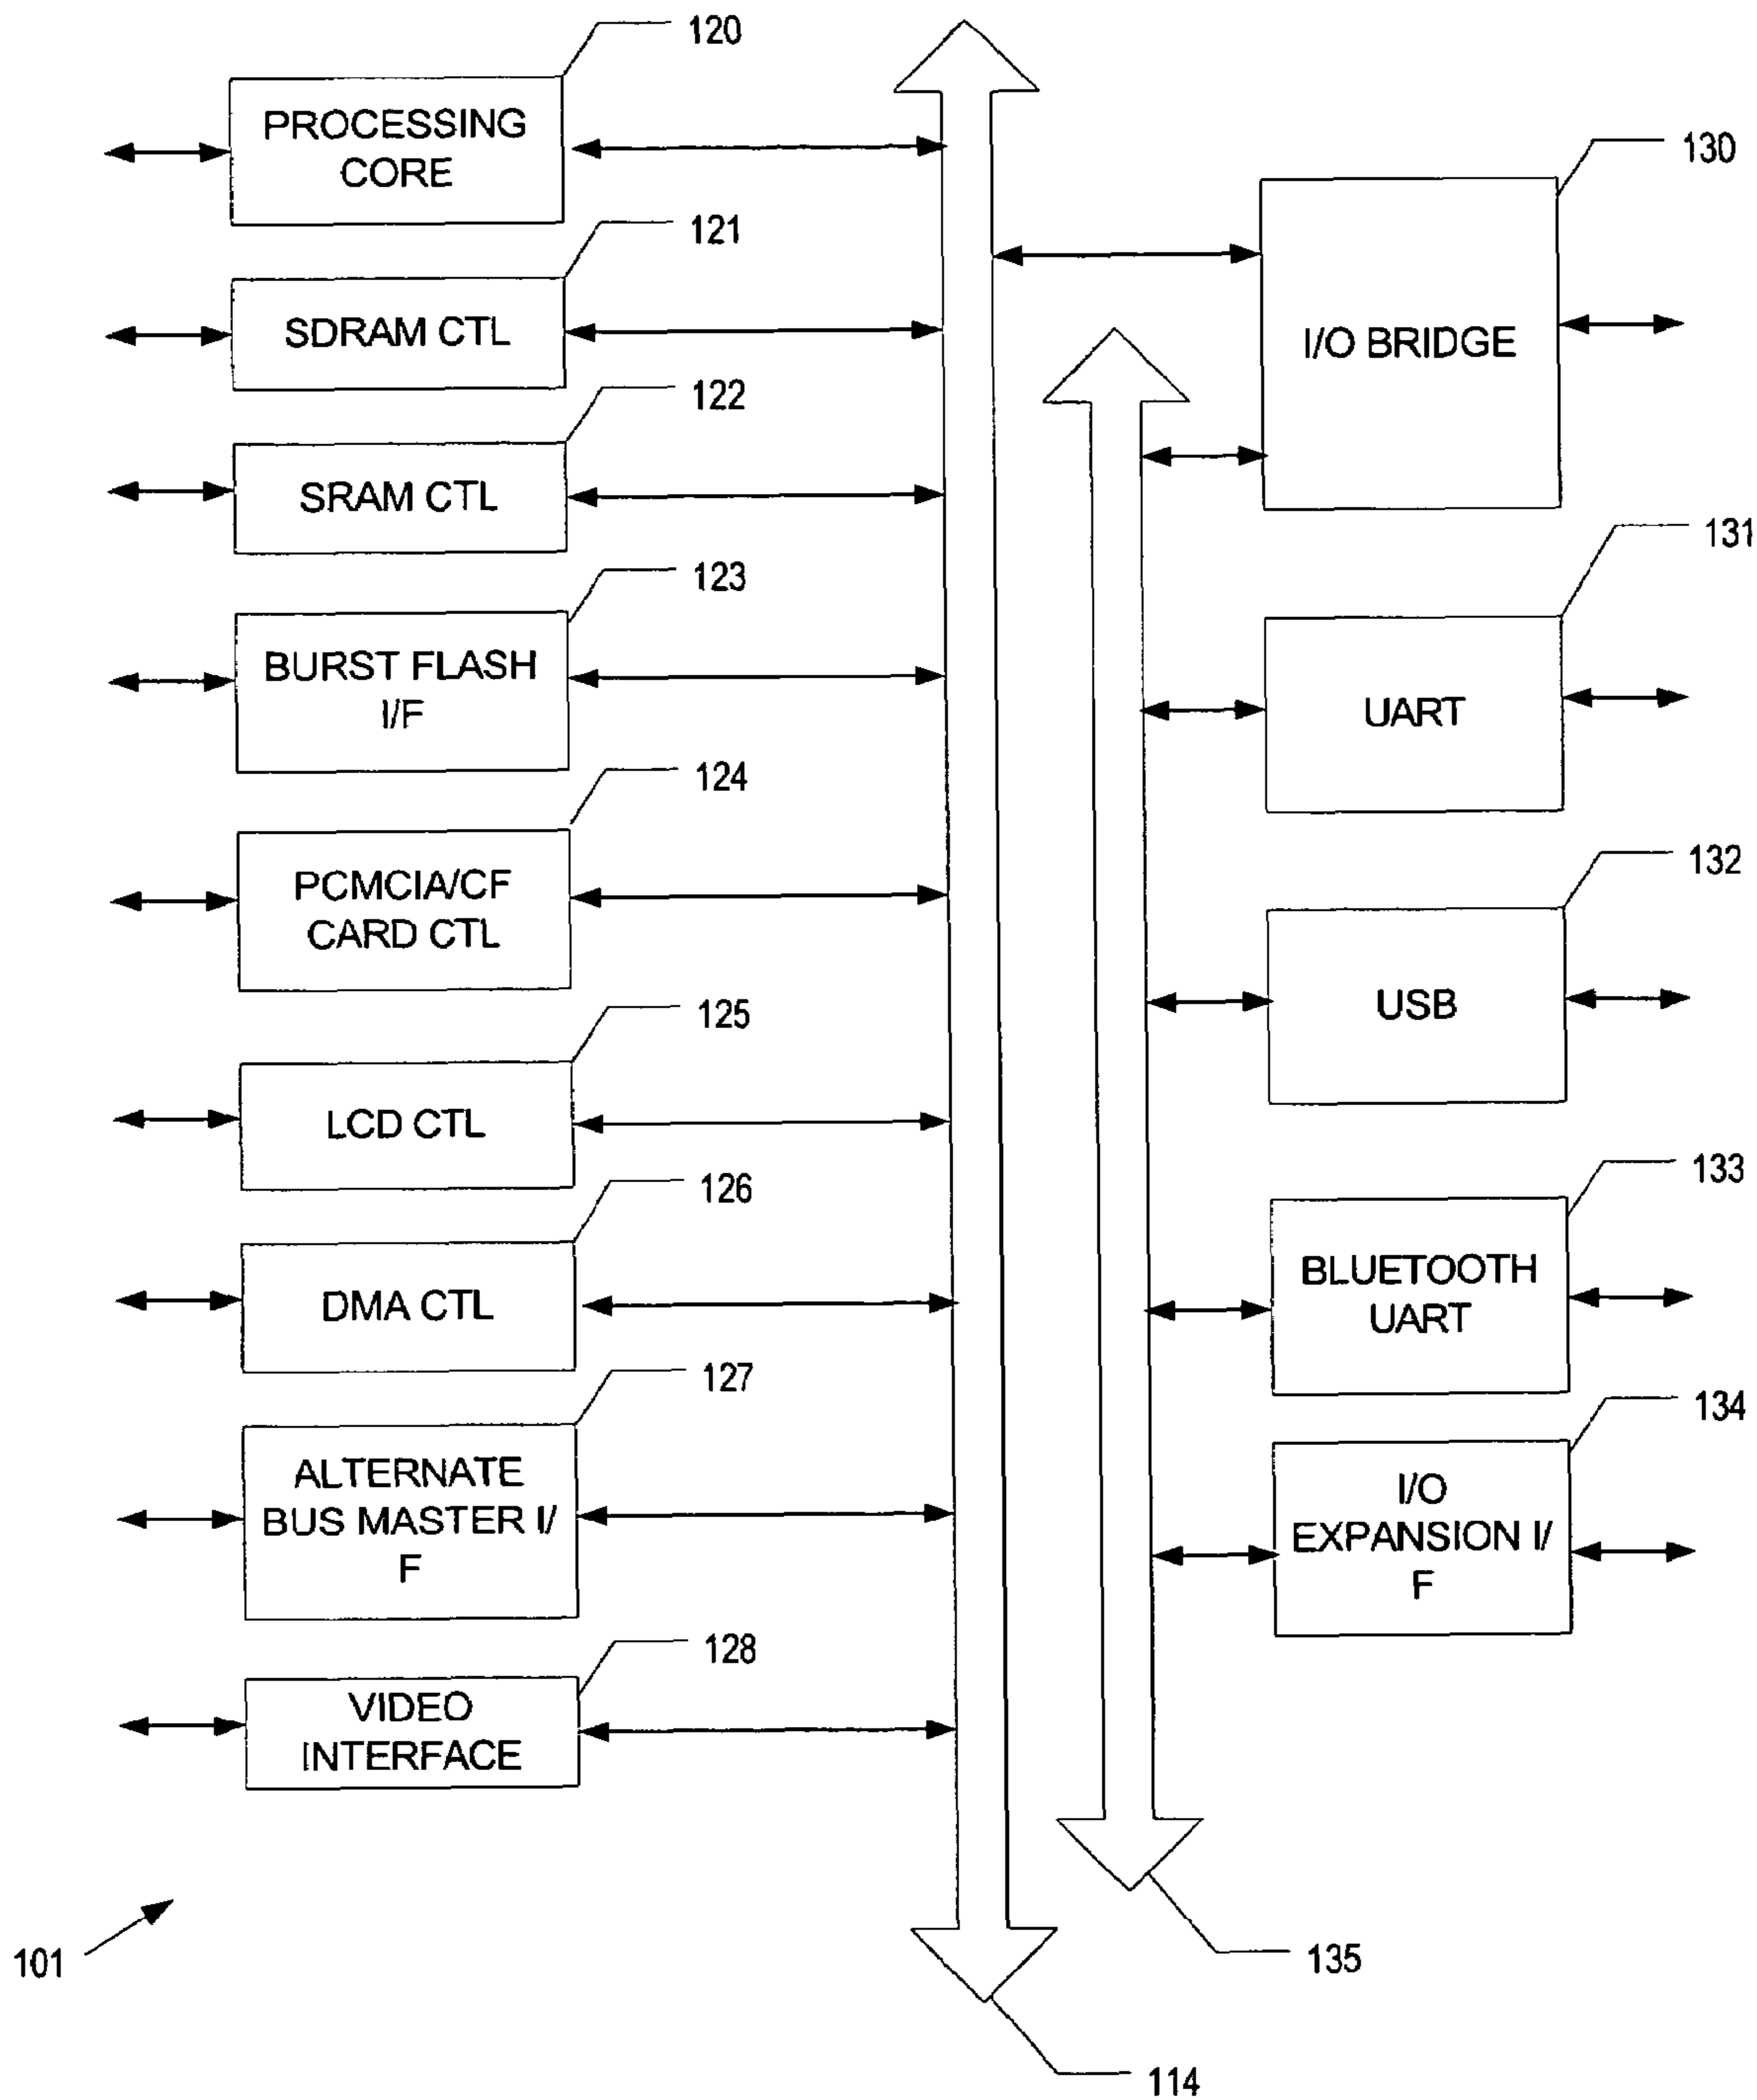 120
PROCESSING
CORE
121
SDRAM CTL
122
SRAM CTL
123
BURST FLASH
I/F
124
PCMCIA/CF
CARD CTL
125
LCD CTL
126
DMA CTL
127
ALTERNATE
BUS MASTER I/
F
128
VIDEO
INTERFACE
130
I/O BRIDGE
131
UART
132
USB
133
BLUETOOTH
UART
134
I/O
EXPANSION I/
F
101
135
114